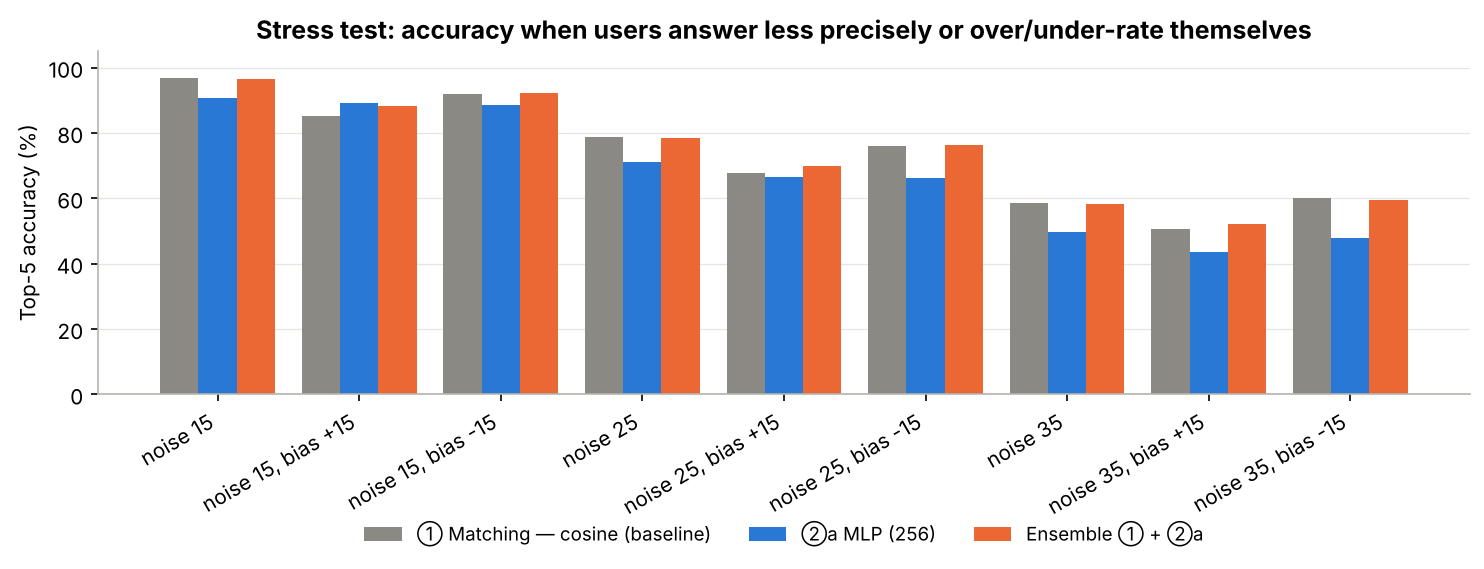 Stress test: accuracy when users answer less precisely or over/under-rate themselves
Top-5 accuracy (%)
100
80
60
40
20
0
noise 15
noise 15, bias +15
noise 15, bias -15
noise 25
noise 25, bias +15
noise 25, bias -15
noise 35
noise 35, bias +15
noise 35, bias -15
① Matching — cosine (baseline)
②a MLP (256)
Ensemble ① + ②a